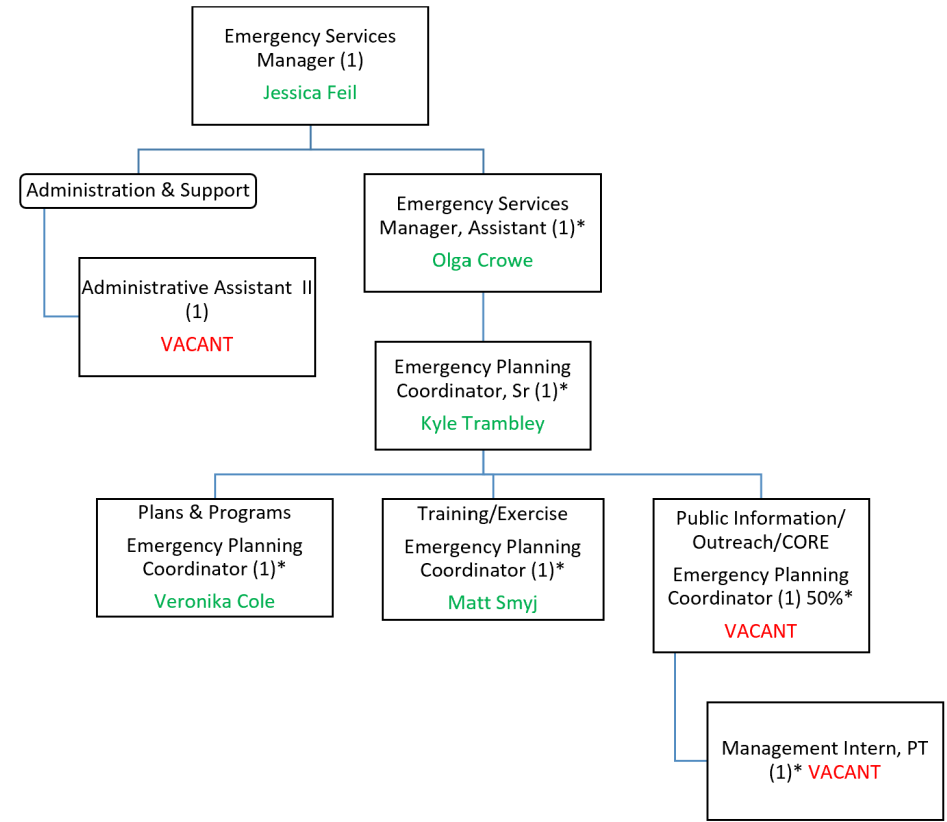 Emergency Services
Manager (1)
Jessica Feil
Administration & Support
Emergency Services
Manager, Assistant (1)*
Olga Crowe
Administrative Assistant II
(1)
VACANT
Emergency Planning
Coordinator, Sr (1)*
Kyle Trambley
Plans & Programs
Emergency Planning
Coordinator (1)*
Veronika Cole
Training/Exercise
Emergency Planning
Coordinator (1)*
Matt Smyj
Public Information/
Outreach/CORE
Emergency Planning
Coordinator (1) 50%*
VACANT
Management Intern, PT
(1)* VACANT